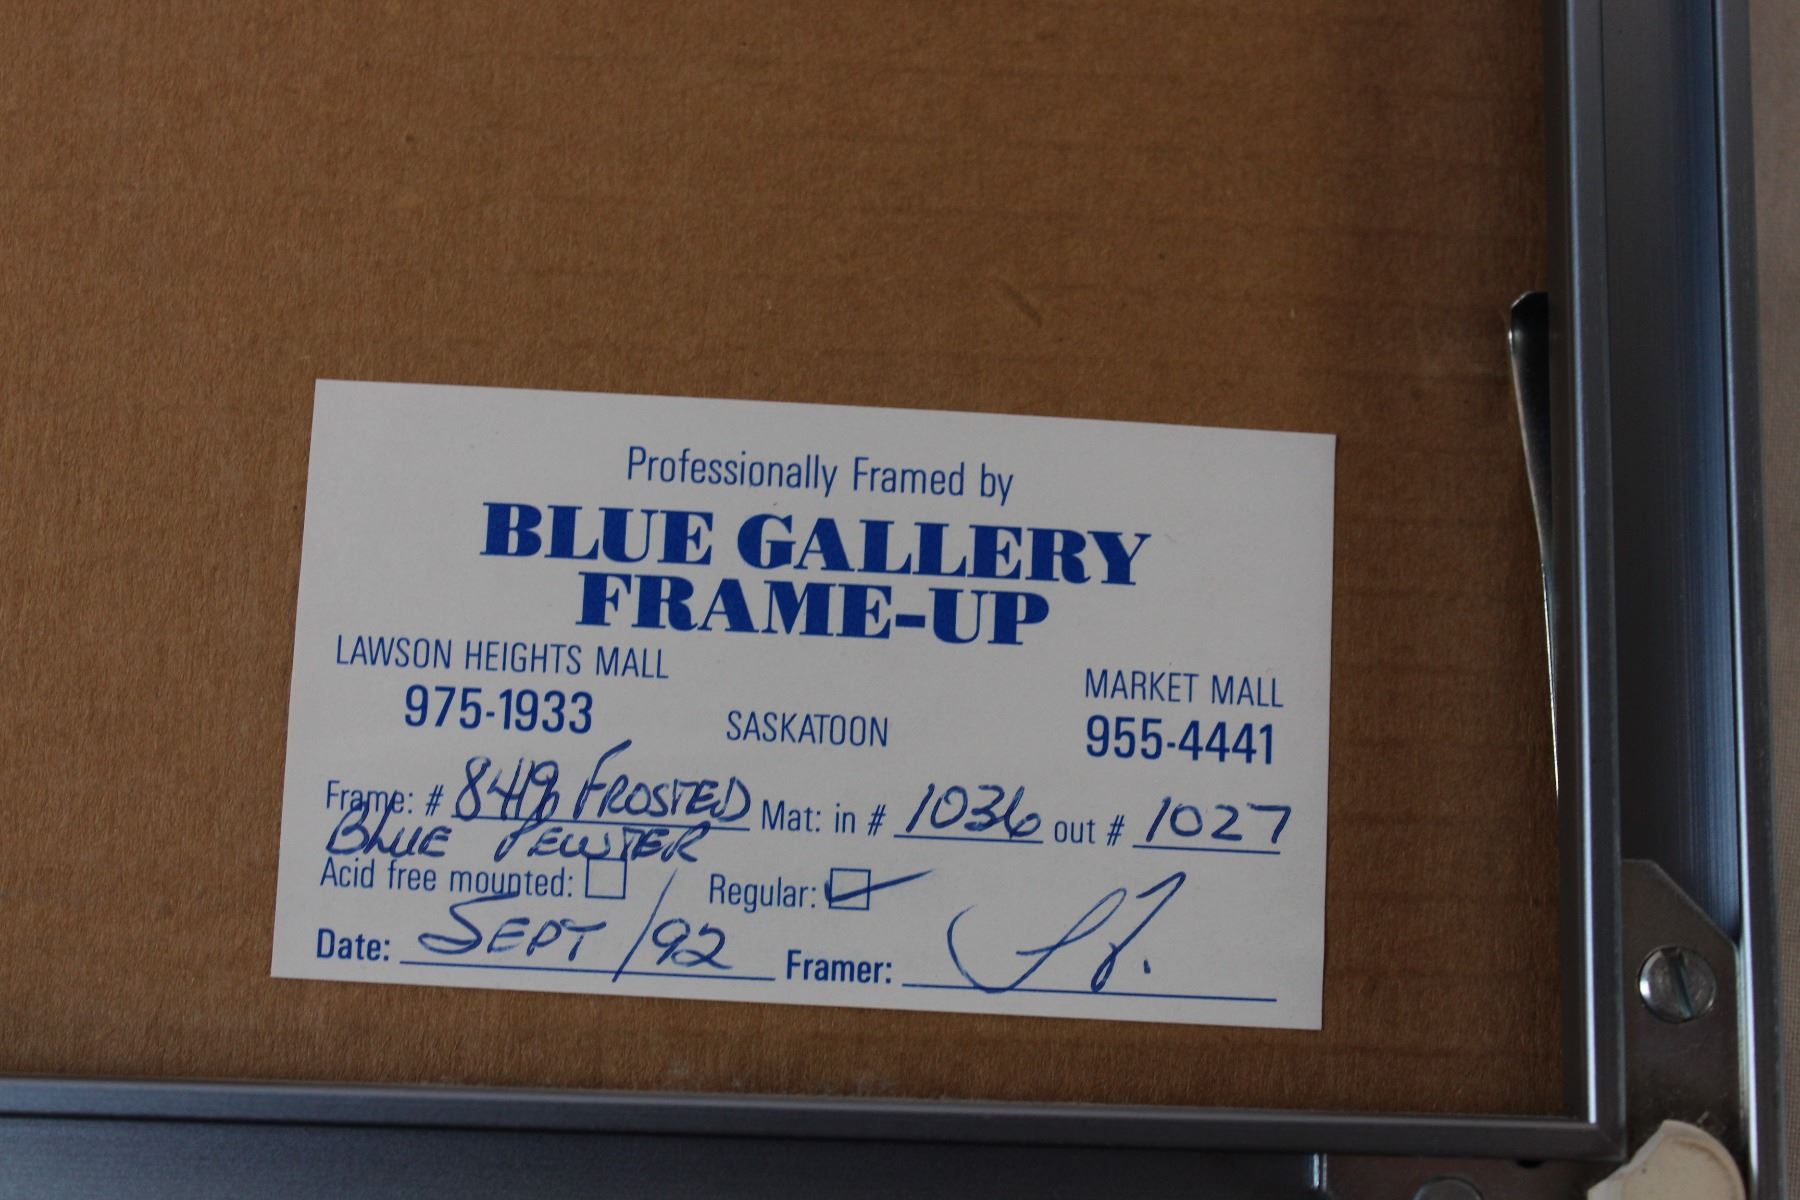 Professionally Framed by
BLUE GALLERY
FRAME-UP
LAWSON HEIGHTS MALL
975-1933
SASKATOON
MARKET MALL
955-4441
Frame: # FROSTED Mat: in # 1036 out # 1027
BLUE PEWTER
Acid free mounted: Regular:
Date: SEPT/92 Framer: